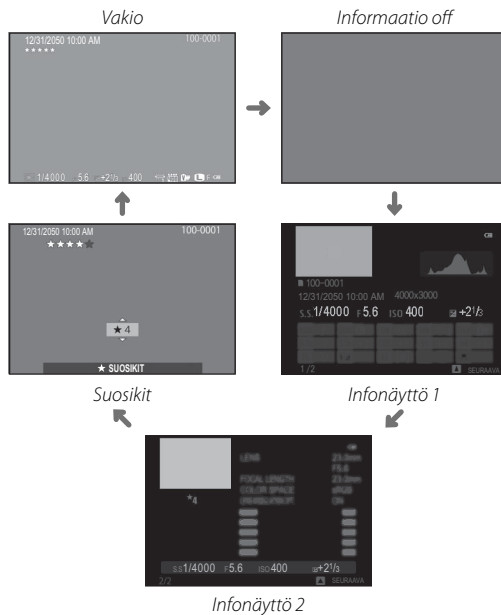 Vakio
12/31/2050 10:00 AM 100-0001
★★★★★
1/4000 5.6 +2 1/3 400 L F
Informaatio off
12/31/2050 10:00 AM 100-0001
★★★★★
★ 4
★ SUOSIKIT
Suosikit
100-0001
12/31/2050 10:00 AM 4000x3000
S.S. 1/4000 F 5.6 ISO 400 +2 1/3
1/2 SEURAAVA
Infonäyttö 1
LENS 23.0mm
F5.6
FOCAL LENGTH 23.0mm
COLOR SPACE sRGB
ON
★4
S.S 1/4000 F 5.6 ISO 400 +2 1/3
2/2 SEURAAVA
Infonäyttö 2